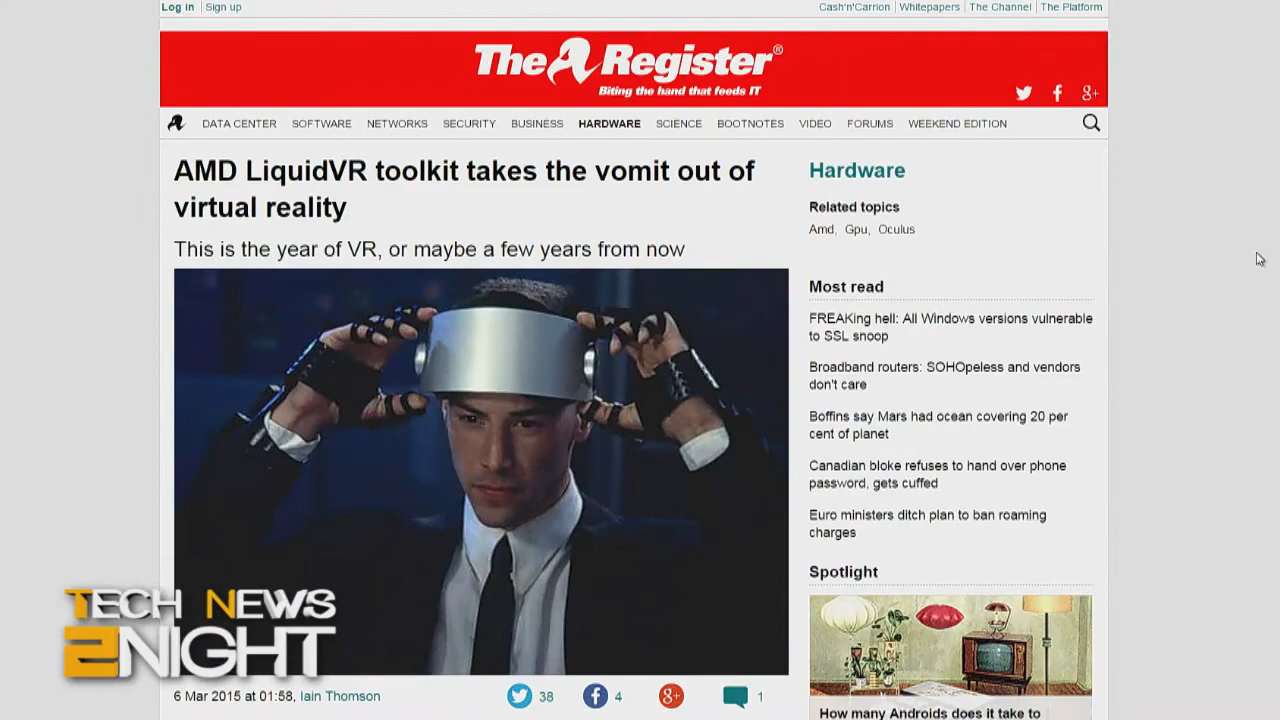 Log in Sign up Cash'n'Carrion Whitepapers The Channel The Platform
The Register®
Biting the hand that feeds IT
8+
DATA CENTER SOFTWARE NETWORKS SECURITY BUSINESS HARDWARE SCIENCE BOOTNOTES VIDEO FORUMS WEEKEND EDITION
AMD LiquidVR toolkit takes the vomit out of
virtual reality
This is the year of VR, or maybe a few years from now
6 Mar 2015 at 01:58, Iain Thomson
38
4
8+
1
Hardware
Related topics
Amd, Gpu, Oculus
Most read
FREAKing hell: All Windows versions vulnerable
to SSL snoop
Broadband routers: SOHOpeless and vendors
don't care
Boffins say Mars had ocean covering 20 per
cent of planet
Canadian bloke refuses to hand over phone
password, gets cuffed
Euro ministers ditch plan to ban roaming
charges
Spotlight
How many Androids does it take to
TECH NEWS
2NIGHT